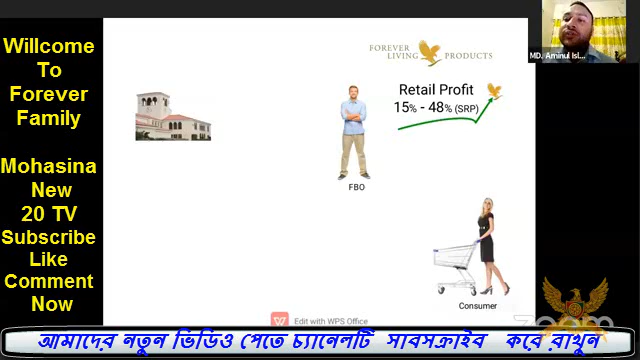 Willcome
To
Forever
Family
Mohasina
New
20 TV
Subscribe
Like
Comment
Now
FOREVER
LIVING PRODUCTS
Retail Profit
15% - 48% (SRP)
FBO
Consumer
Edit with WPS Office
MD. Aminul Isl...
zoom
আমাদের নতুন ভিডিও পেতে চ্যানেলটি সাবসক্রাইব করে রাখুন